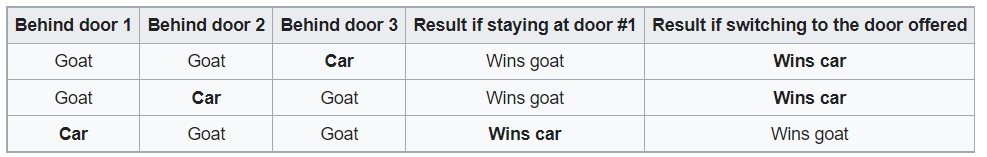 Behind door 1 Behind door 2 Behind door 3 Result if staying at door #1 Result if switching to the door offered
Goat Goat Car Wins goat Wins car
Goat Car Goat Wins goat Wins car
Car Goat Goat Wins car Wins goat